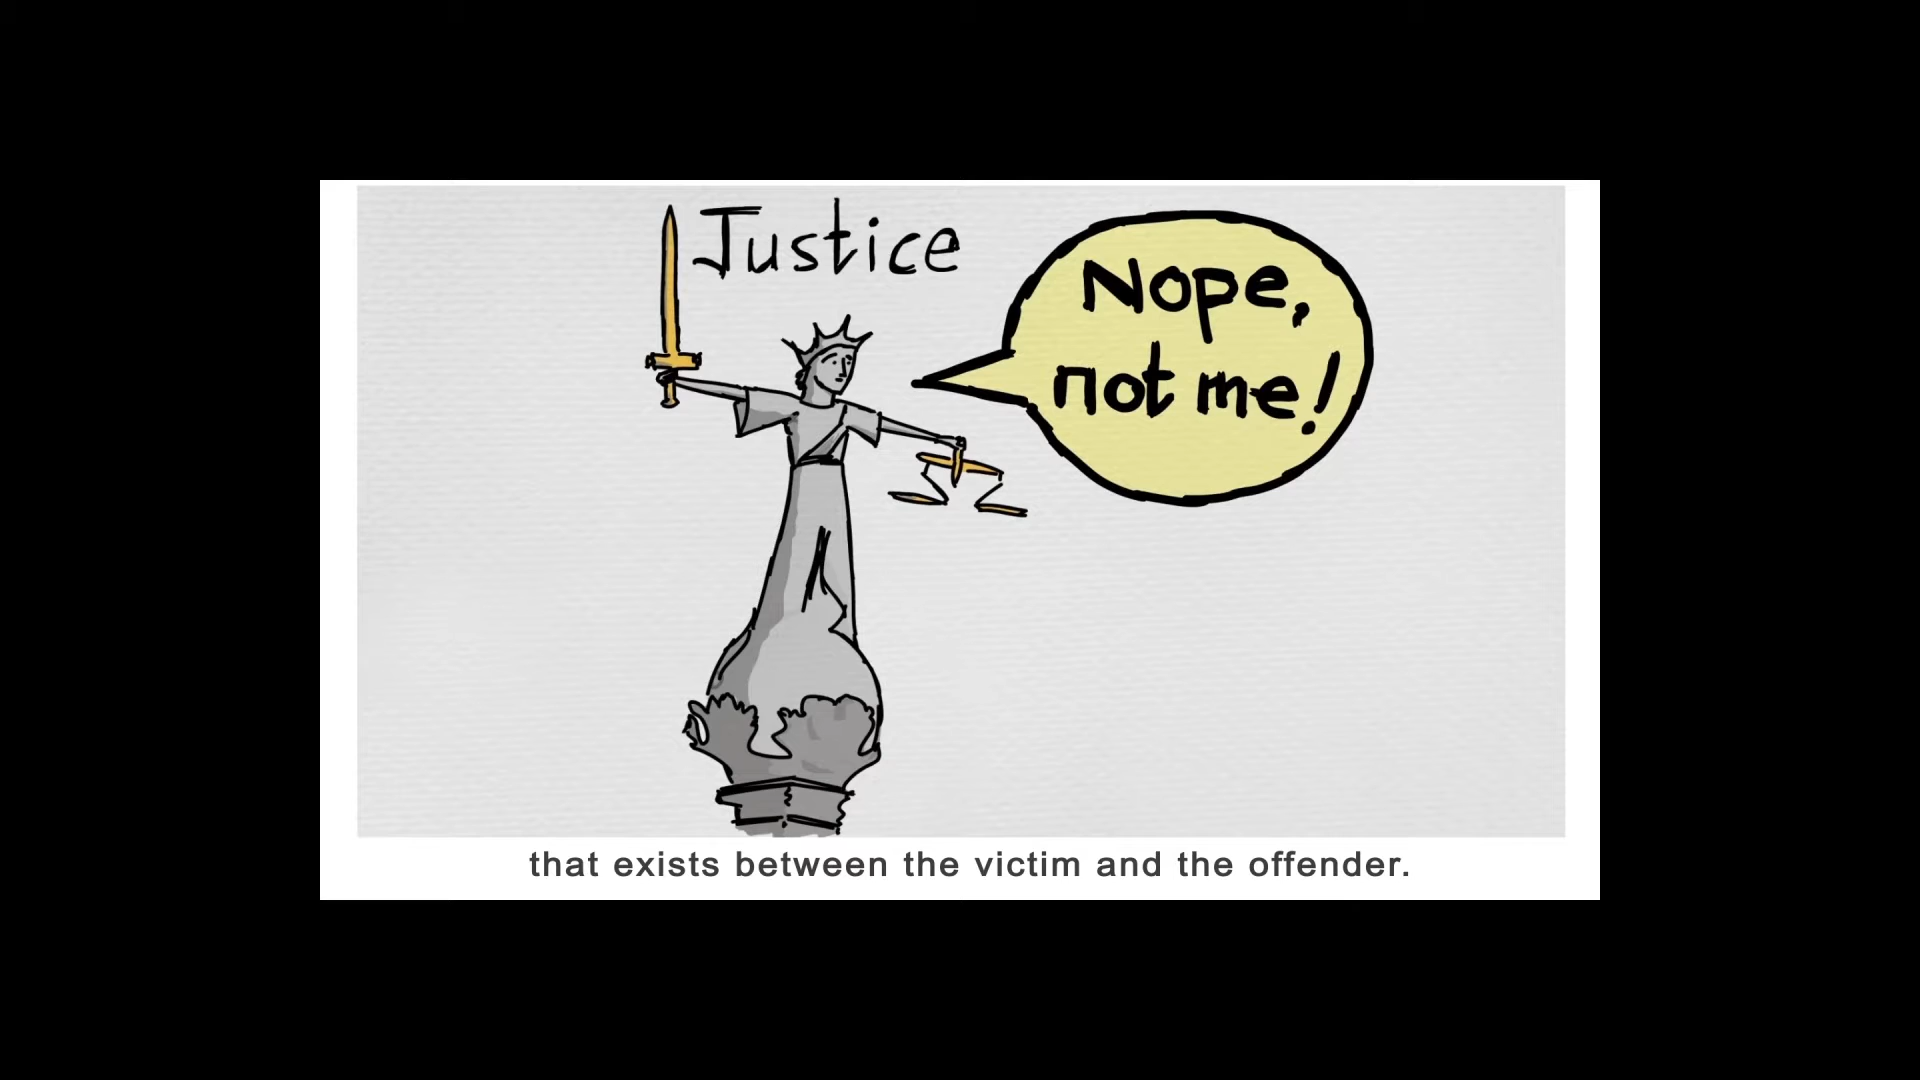 Justice
Nope,
not me!
that exists between the victim and the offender.